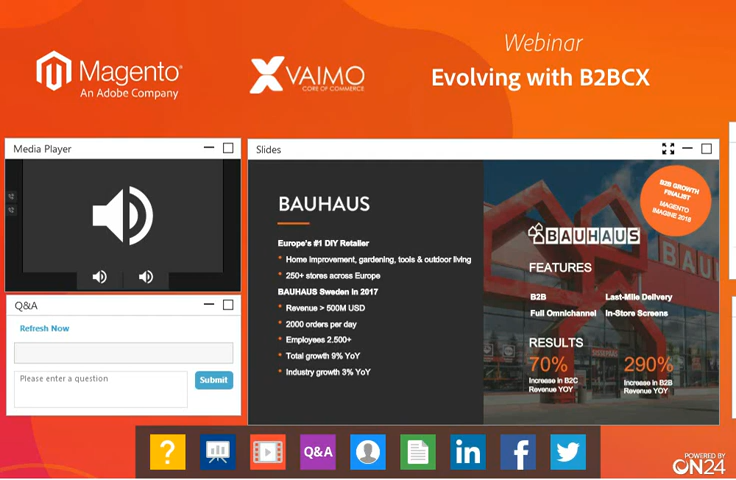 Webinar
Magento®
An Adobe Company
VAIMO
CORE OF COMMERCE
Evolving with B2BCX
Media Player
Slides
BAUHAUS
Europe's #1 DIY Retailer
Home improvement, gardening, tools & outdoor living
250+ stores across Europe
BAUHAUS Sweden in 2017
Revenue > 500M USD
2000 orders per day
Employees 2.500+
Total growth 9% YoY
Industry growth 3% YoY
B2B GROWTH
FINALIST
MAGENTO
IMAGINE 2018
BAUHAUS
BAUHAUS
FEATURES
B2B
Last-Mile Delivery
Full Omnichannel
In-Store Screens
RESULTS
70%
Increase in B2C
Revenue YOY
290%
Increase in B2B
Revenue YOY
Q&A
Refresh Now
Please enter a question
Submit
?
Q&A
in
f
POWERED BY
ON24